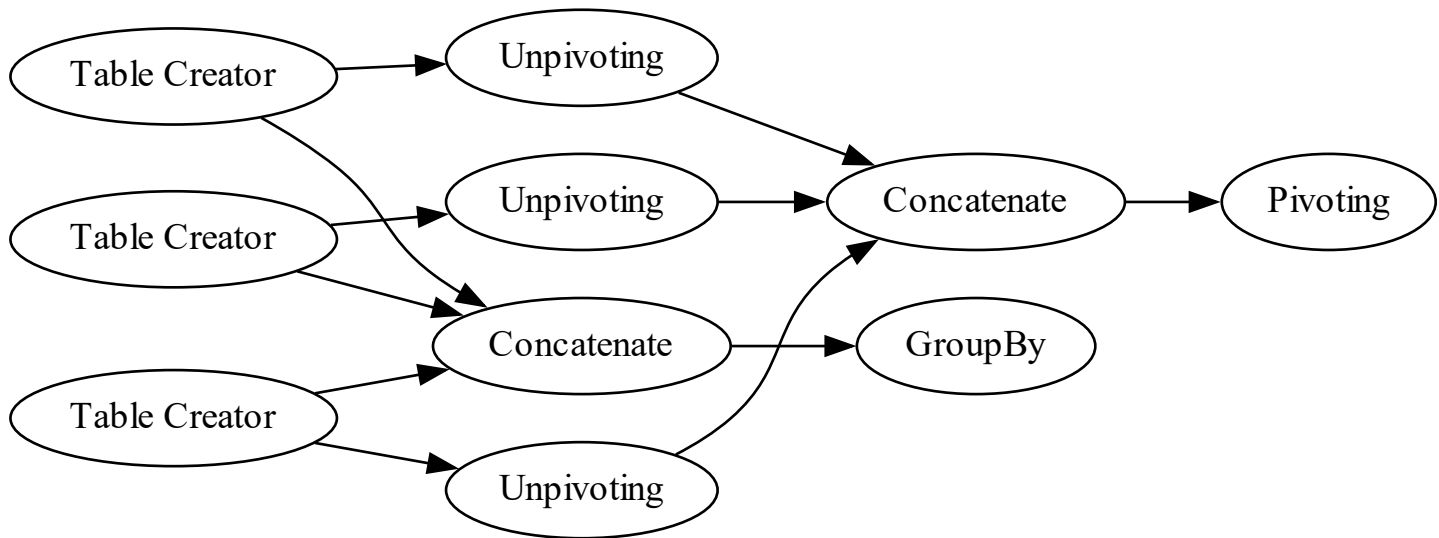 Table Creator
Table Creator
Table Creator
Unpivoting
Unpivoting
Concatenate
Unpivoting
Concatenate
GroupBy
Pivoting